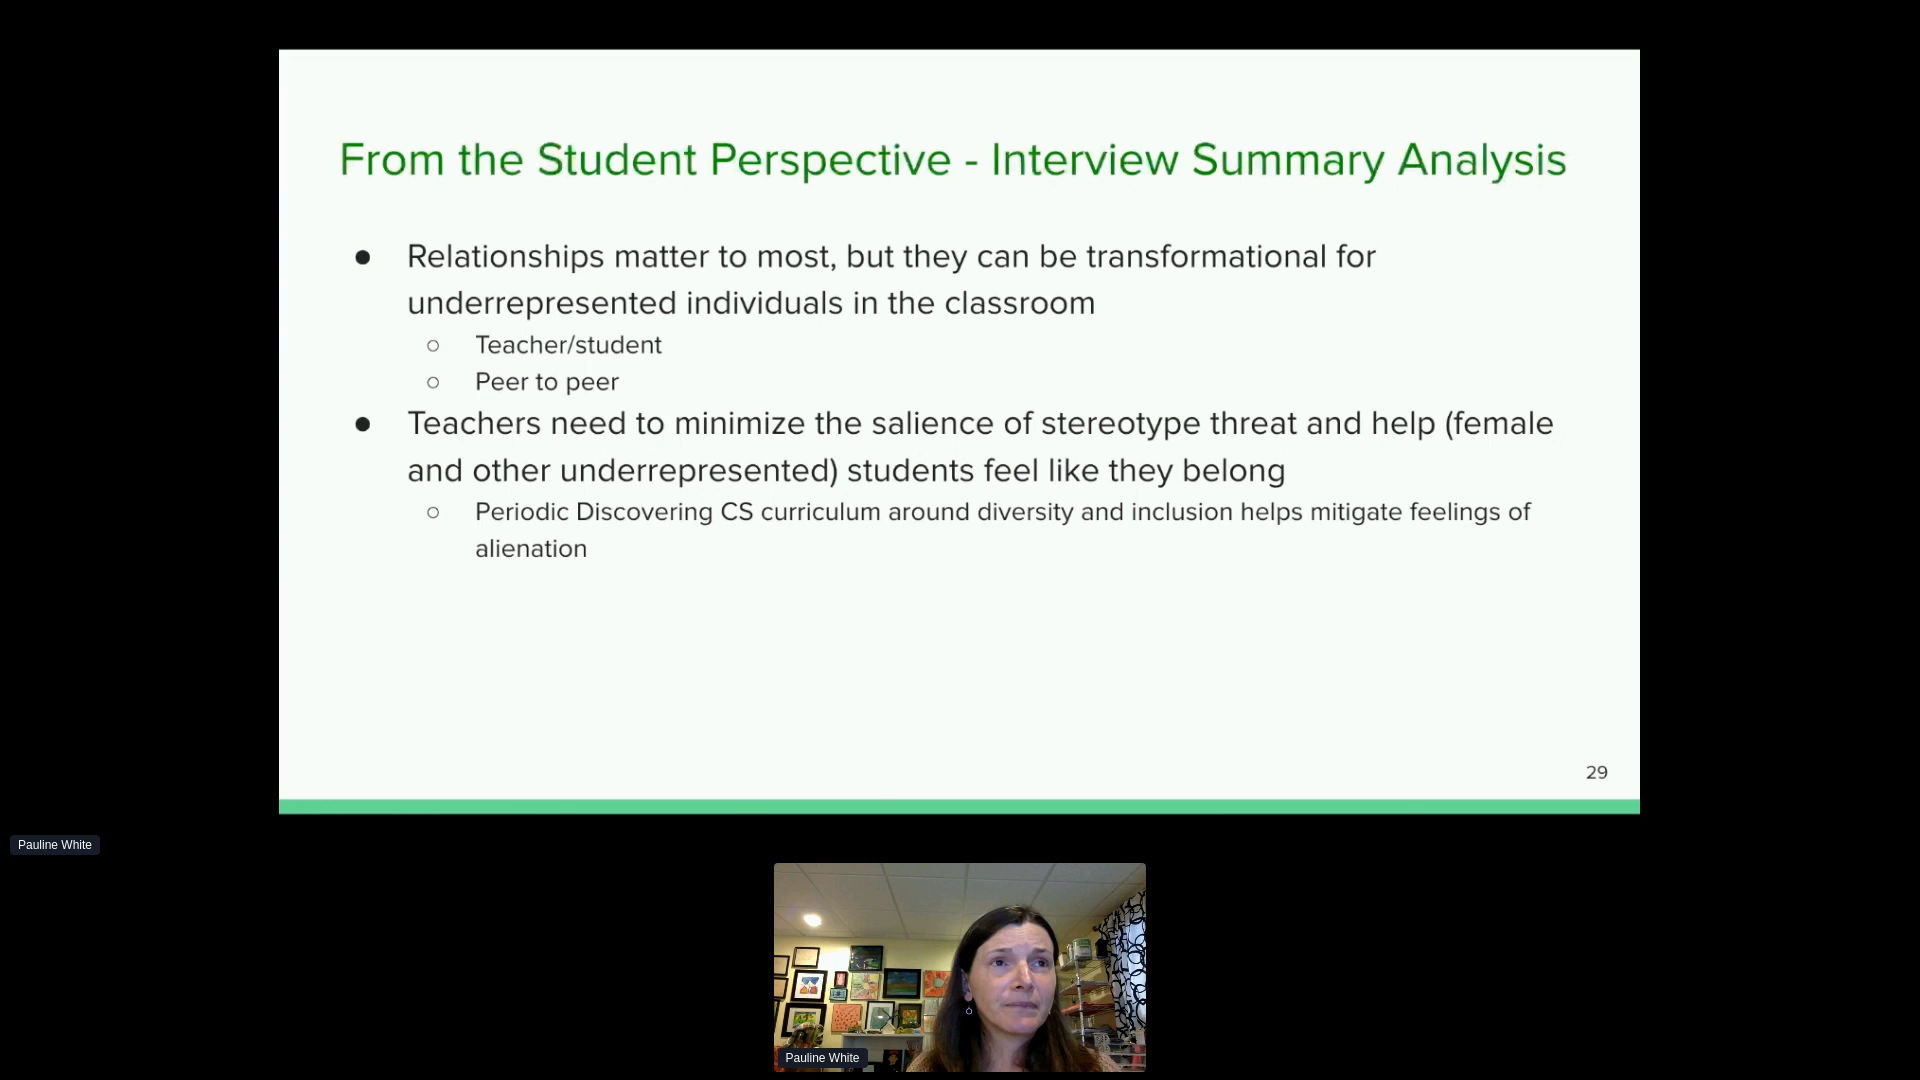 From the Student Perspective - Interview Summary Analysis
● Relationships matter to most, but they can be transformational for
underrepresented individuals in the classroom
○ Teacher/student
○ Peer to peer
● Teachers need to minimize the salience of stereotype threat and help (female
and other underrepresented) students feel like they belong
○ Periodic Discovering CS curriculum around diversity and inclusion helps mitigate feelings of
alienation
29
Pauline White
Pauline White